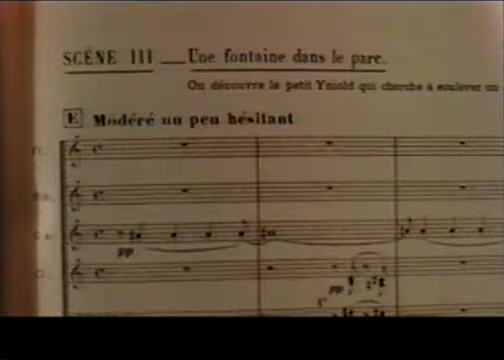 SCÈNE III — Une fontaine dans le parc.
On découvre le petit Yniold qui cherche à soulever un
E Modéré un peu hésitant
pp
pp
1º